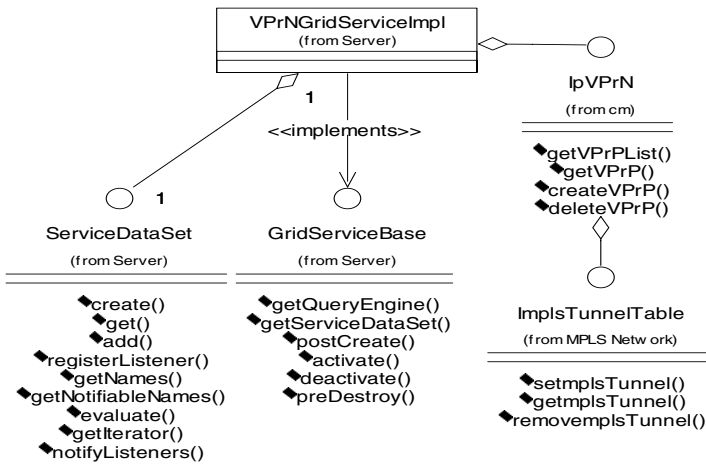 VPrNGridServiceImpl
(from Server)
1
<<implements>>
1
IpVPrN
(from cm)
getVPrPList()
getVPrP()
createVPrP()
deleteVPrP()
ServiceDataSet
(from Server)
create()
get()
add()
registerListener()
getNames()
getNotifiableNames()
evaluate()
getIterator()
notifyListeners()
GridServiceBase
(from Server)
getQueryEngine()
getServiceDataSet()
postCreate()
activate()
deactivate()
preDestroy()
ImplsTunnelTable
(from MPLS Netw ork)
setmplsTunnel()
getmplsTunnel()
removemplsTunnel()